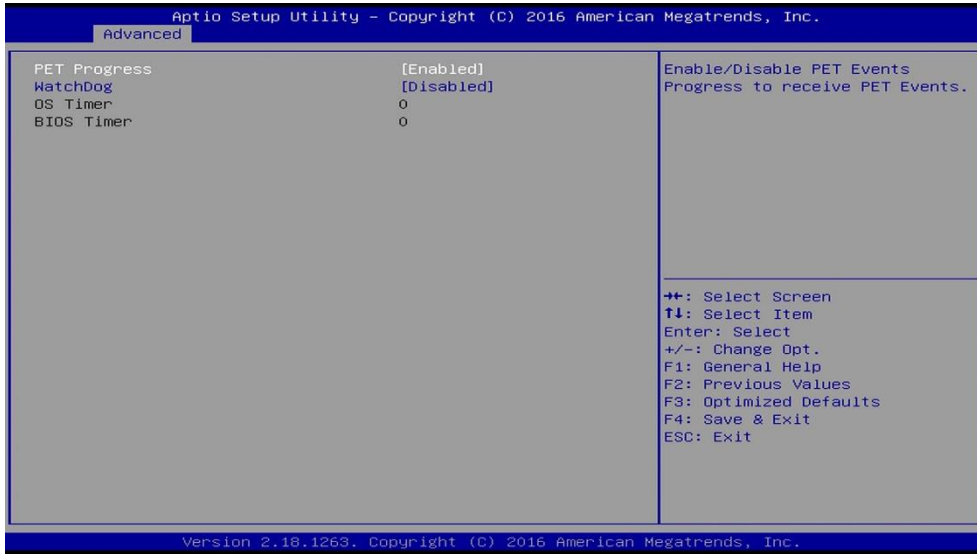 Aptio Setup Utility – Copyright (C) 2016 American Megatrends, Inc.
Advanced
PET Progress [Enabled]
WatchDog [Disabled]
OS Timer 0
BIOS Timer 0
Enable/Disable PET Events
Progress to receive PET Events.
→←: Select Screen
↑↓: Select Item
Enter: Select
+/-: Change Opt.
F1: General Help
F2: Previous Values
F3: Optimized Defaults
F4: Save & Exit
ESC: Exit
Version 2.18.1263. Copyright (C) 2016 American Megatrends, Inc.